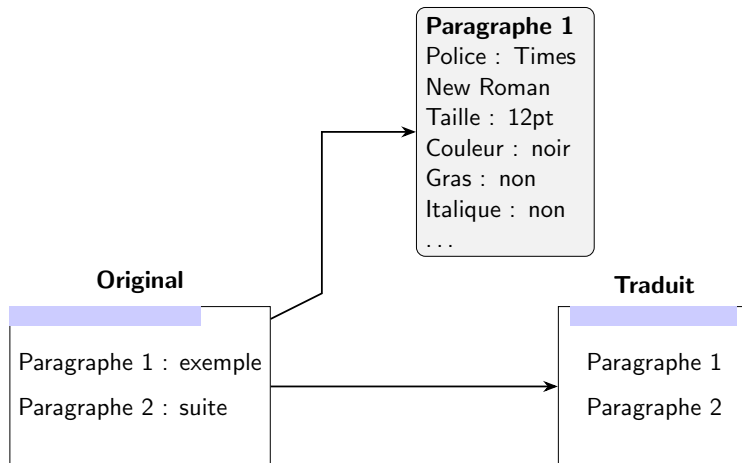 Paragraphe 1
Police : Times
New Roman
Taille : 12pt
Couleur : noir
Gras : non
Italique : non
...
Original
Paragraphe 1 : exemple
Paragraphe 2 : suite
Traduit
Paragraphe 1
Paragraphe 2